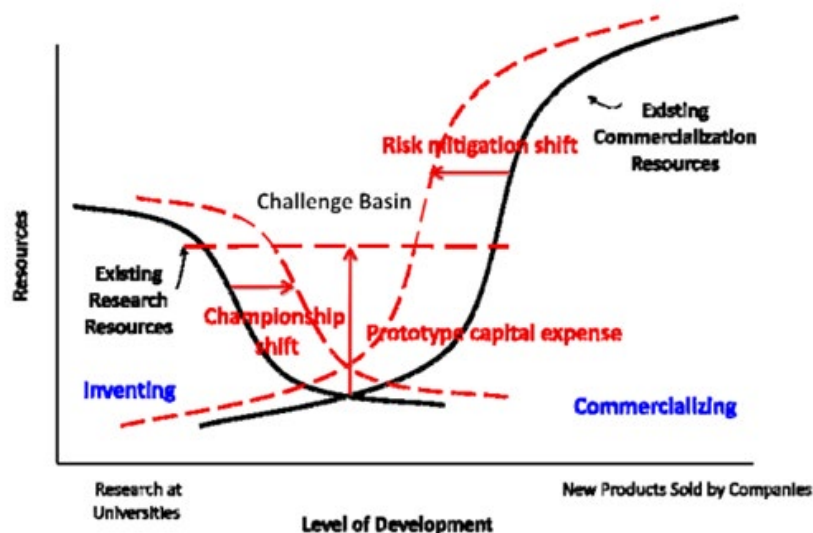 Existing
Commercialization
Resources
Risk mitigation shift
Challenge Basin
Resources
Existing
Research
Resources
Championship
shift
Prototype capital expense
Inventing
Commercializing
Research at
Universities
New Products Sold by Companies
Level of Development